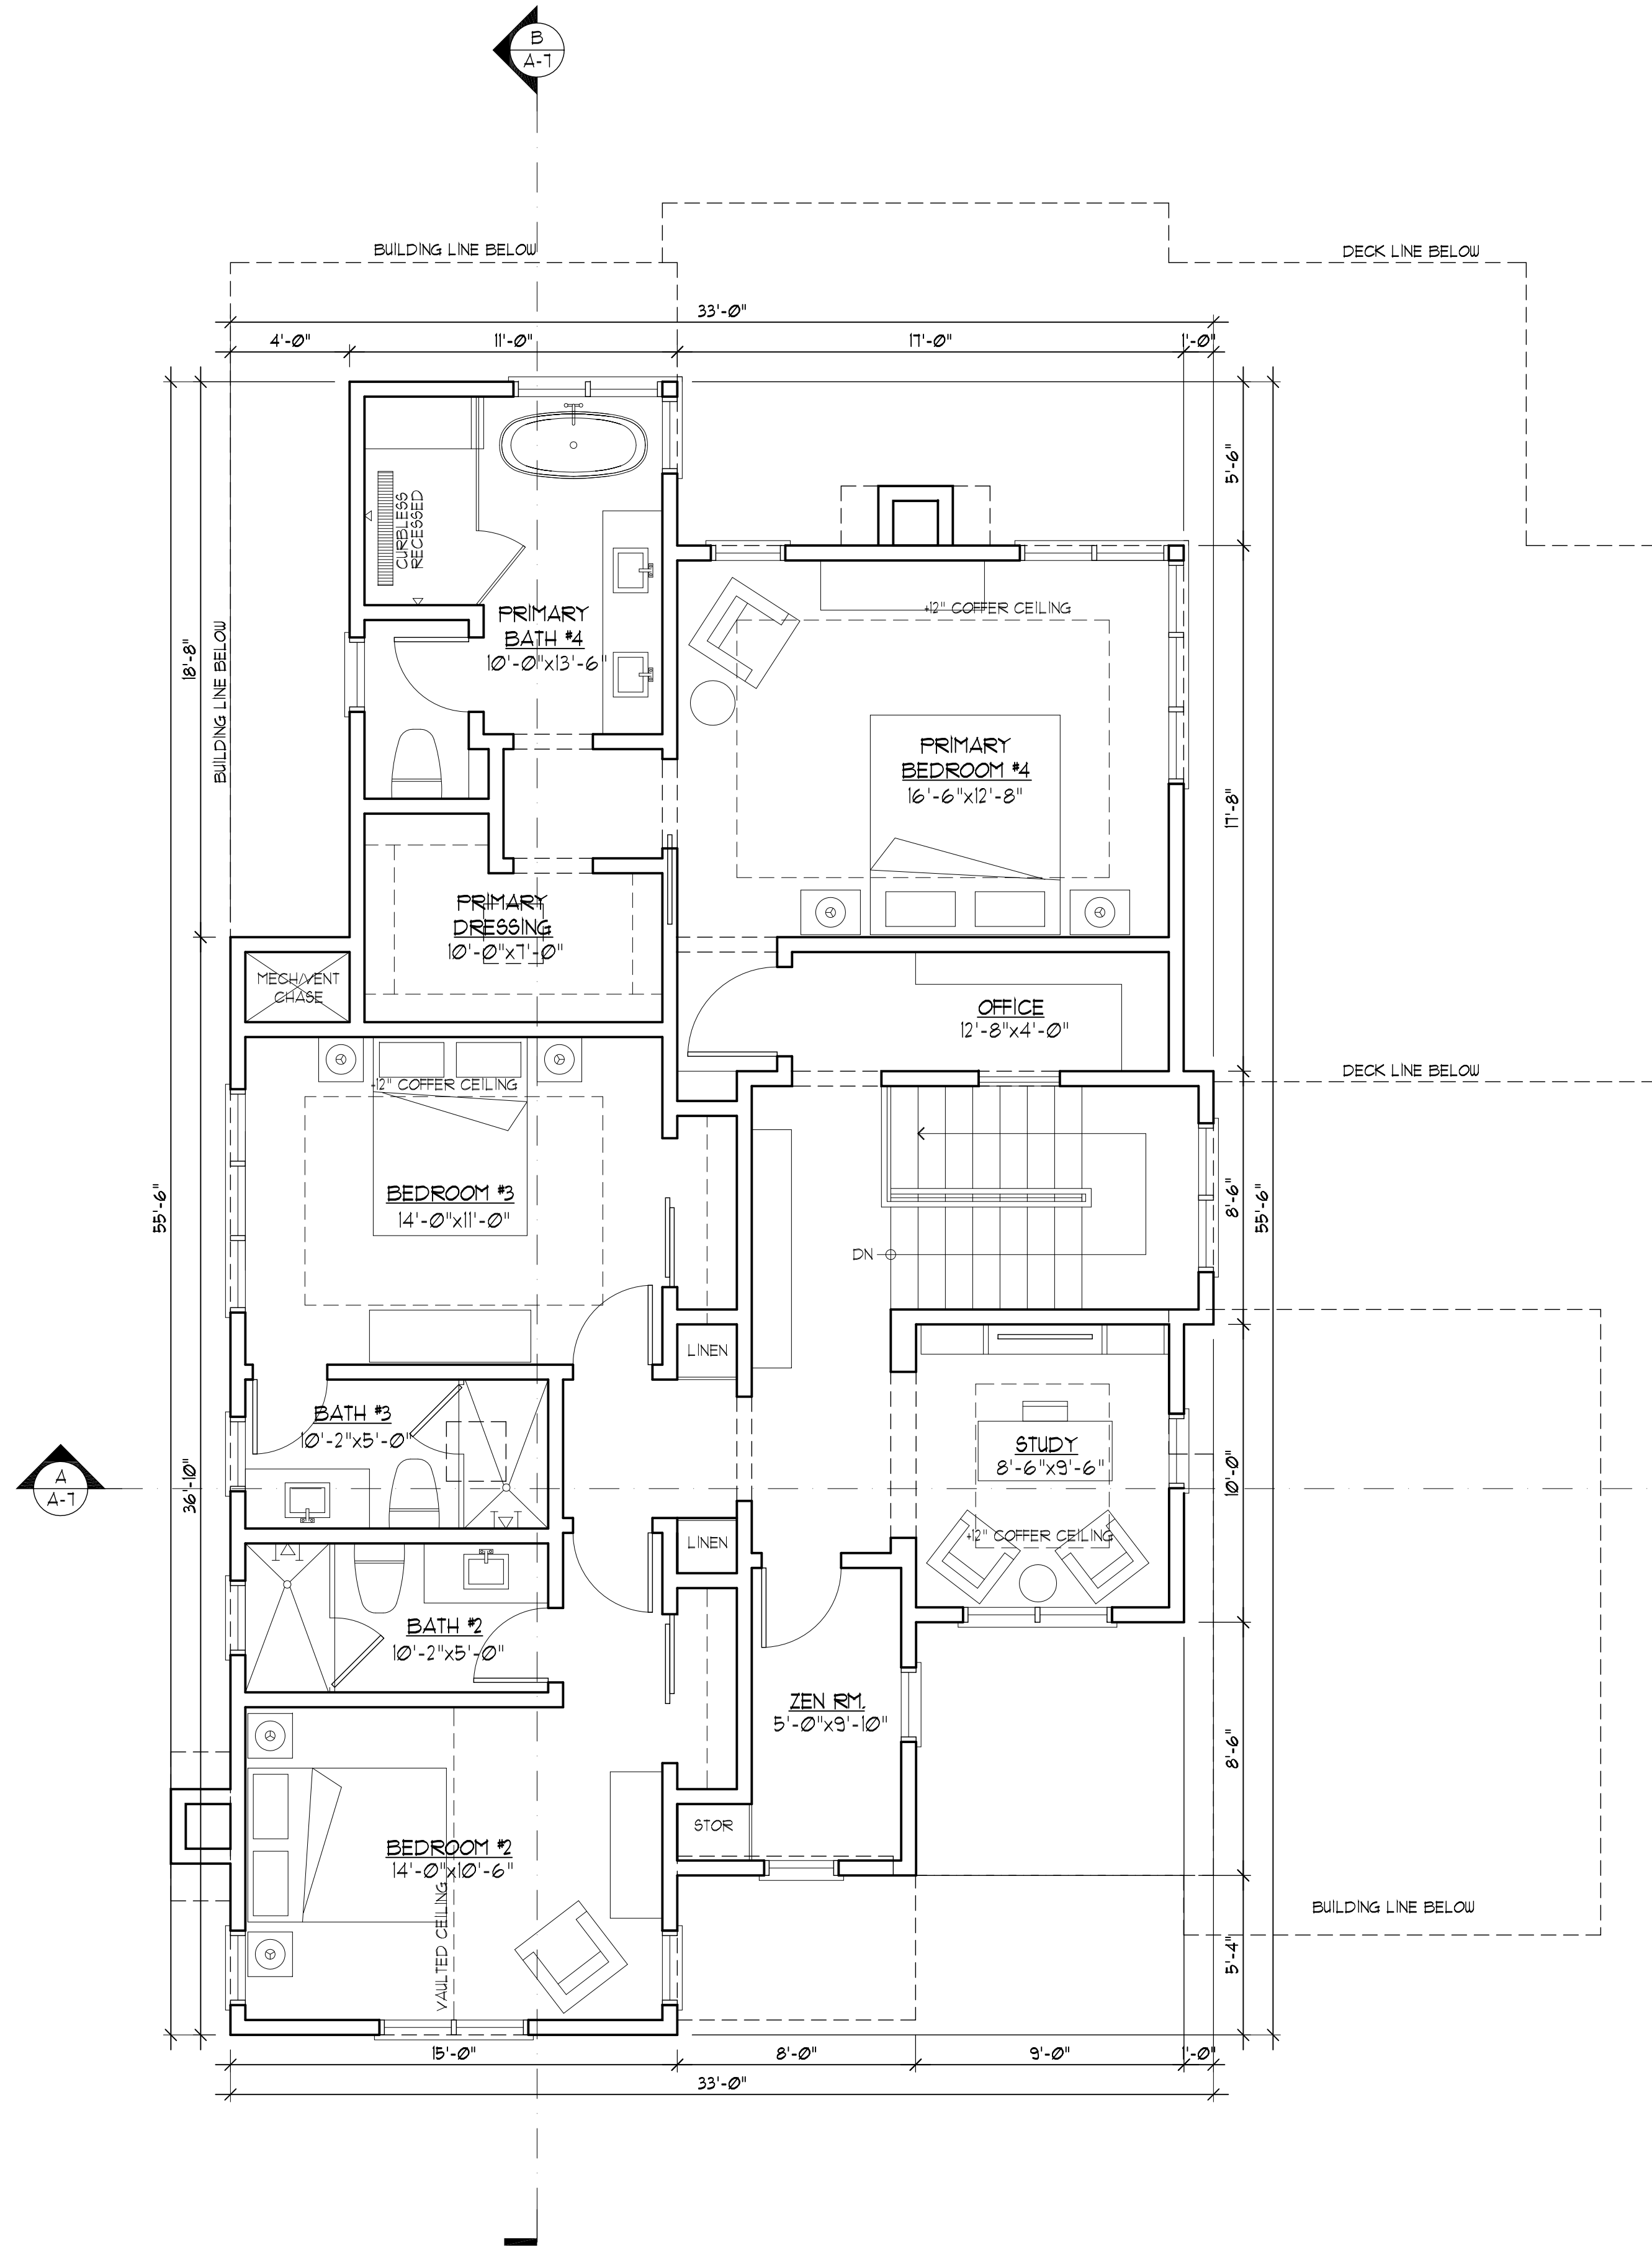 B
A-7
BUILDING LINE BELOW
DECK LINE BELOW
33'-0"
4'-0"
11'-0"
17'-0"
1'-0"
5'-6"
CURBLESS
RECESSED
PRIMARY
BATH #4
10'-0"x13'-6"
+12" COFFER CEILING
18'-8"
BUILDING LINE BELOW
PRIMARY
BEDROOM #4
16'-6"x12'-8"
17'-8"
PRIMARY
DRESSING
10'-0"x7'-0"
MECH/VENT
CHASE
OFFICE
12'-8"x4'-0"
DECK LINE BELOW
+12" COFFER CEILING
BEDROOM #3
14'-0"x11'-0"
55'-6"
8'-6"
55'-6"
DN
LINEN
BATH #3
10'-2"x5'-0"
STUDY
8'-6"x9'-6"
A
A-7
36'-10"
10'-0"
+12" COFFER CEILING
LINEN
BATH #2
10'-2"x5'-0"
ZEN RM.
5'-0"x9'-10"
8'-6"
STOR
BEDROOM #2
14'-0"x10'-6"
VAULTED CEILING
BUILDING LINE BELOW
5'-4"
15'-0"
8'-0"
9'-0"
1'-0"
33'-0"